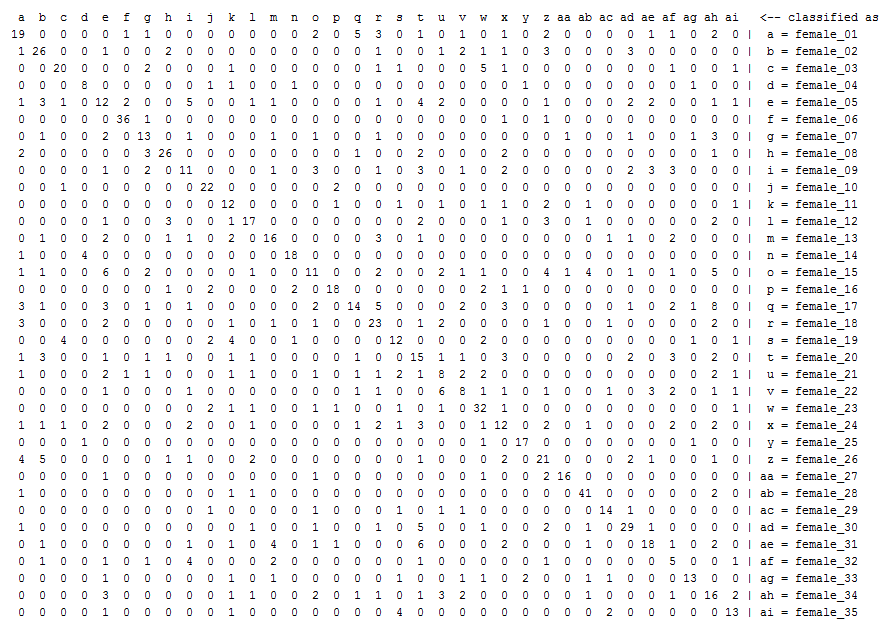 a b c d e f g h i j k l m n o p q r s t u v w x y z aa ab ac ad ae af ag ah ai <-- classified as
19 0 0 0 0 1 1 0 0 0 0 0 0 0 2 0 5 3 0 1 0 1 0 1 0 2 0 0 0 0 1 1 0 2 0 | a = female_01
1 26 0 0 1 0 0 2 0 0 0 0 0 0 0 0 0 1 0 0 1 2 1 1 0 3 0 0 0 3 0 0 0 0 0 | b = female_02
0 0 20 0 0 0 2 0 0 0 1 0 0 0 0 0 0 1 1 0 0 0 5 1 0 0 0 0 0 0 0 1 0 0 1 | c = female_03
0 0 0 8 0 0 0 0 0 1 1 0 0 1 0 0 0 0 0 0 0 0 0 0 1 0 0 0 0 0 0 0 1 0 0 | d = female_04
1 3 1 0 12 2 0 0 5 0 0 1 1 0 0 0 0 1 0 4 2 0 0 0 0 1 0 0 0 2 2 0 0 1 1 | e = female_05
0 0 0 0 0 36 1 0 0 0 0 0 0 0 0 0 0 0 0 0 0 0 0 1 0 1 0 0 0 0 0 0 0 0 0 | f = female_06
0 1 0 0 2 0 13 0 1 0 0 0 1 0 1 0 0 1 0 0 0 0 0 0 0 0 1 0 0 1 0 0 1 3 0 | g = female_07
2 0 0 0 0 0 3 26 0 0 0 0 0 0 0 0 1 0 0 2 0 0 0 2 0 0 0 0 0 0 0 0 0 1 0 | h = female_08
0 0 0 0 1 0 2 0 11 0 0 0 1 0 3 0 0 1 0 3 0 1 0 2 0 0 0 0 0 2 3 3 0 0 0 | i = female_09
0 0 1 0 0 0 0 0 0 22 0 0 0 0 0 2 0 0 0 0 0 0 0 0 0 0 0 0 0 0 0 0 0 0 0 | j = female_10
0 0 0 0 0 0 0 0 0 0 12 0 0 0 0 1 0 0 1 0 1 0 1 1 0 2 0 1 0 0 0 0 0 0 1 | k = female_11
0 0 0 0 1 0 0 3 0 0 1 17 0 0 0 0 0 0 0 2 0 0 0 1 0 3 0 1 0 0 0 0 0 2 0 | l = female_12
0 1 0 0 2 0 0 1 1 0 2 0 16 0 0 0 0 3 0 1 0 0 0 0 0 0 0 0 1 1 0 2 0 0 0 | m = female_13
1 0 0 4 0 0 0 0 0 0 0 0 0 18 0 0 0 0 0 0 0 0 0 0 0 0 0 0 0 0 0 0 0 0 0 | n = female_14
1 1 0 0 6 0 2 0 0 0 0 1 0 0 11 0 0 2 0 0 2 1 1 0 0 4 1 4 0 1 0 1 0 5 0 | o = female_15
0 0 0 0 0 0 0 1 0 2 0 0 0 2 0 18 0 0 0 0 0 0 2 1 1 0 0 0 0 0 0 0 0 0 0 | p = female_16
3 1 0 0 3 0 1 0 1 0 0 0 0 0 2 0 14 5 0 0 0 2 0 3 0 0 0 0 0 1 0 2 1 8 0 | q = female_17
3 0 0 0 2 0 0 0 0 0 1 0 1 0 1 0 0 23 0 1 2 0 0 0 0 1 0 0 1 0 0 0 0 2 0 | r = female_18
0 0 4 0 0 0 0 0 0 2 4 0 0 1 0 0 0 0 12 0 0 0 2 0 0 0 0 0 0 0 0 0 1 0 1 | s = female_19
1 3 0 0 1 0 1 1 0 0 1 1 0 0 0 0 1 0 0 15 1 1 0 3 0 0 0 0 0 2 0 3 0 2 0 | t = female_20
1 0 0 0 2 1 1 0 0 0 0 1 0 0 1 0 1 1 2 1 8 2 2 0 0 0 0 0 0 0 0 0 0 2 1 | u = female_21
0 0 0 0 1 0 0 0 1 0 0 0 0 0 0 0 1 1 0 0 6 8 1 1 0 1 0 0 1 0 3 2 0 1 1 | v = female_22
0 0 0 0 0 0 0 0 0 2 1 1 0 0 1 1 0 0 1 0 1 0 32 1 0 0 0 0 0 0 0 0 0 0 1 | w = female_23
1 1 1 0 2 0 0 0 2 0 0 1 0 0 0 0 1 2 1 3 0 0 1 12 0 2 0 1 0 0 0 2 0 2 0 | x = female_24
0 0 0 1 0 0 0 0 0 0 0 0 0 0 0 0 0 0 0 0 0 0 1 0 17 0 0 0 0 0 0 0 1 0 0 | y = female_25
4 5 0 0 0 0 0 1 1 0 0 2 0 0 0 0 0 0 0 1 0 0 0 2 0 21 0 0 0 2 1 0 0 1 0 | z = female_26
0 0 0 0 1 0 0 0 0 0 0 0 0 0 1 0 0 0 0 0 0 0 1 0 0 2 16 0 0 0 0 0 0 0 0 | aa = female_27
1 0 0 0 0 0 0 0 0 0 1 1 0 0 0 0 0 0 0 0 0 0 0 0 0 0 0 41 0 0 0 0 0 2 0 | ab = female_28
0 0 0 0 0 0 0 0 0 1 0 0 0 0 1 0 0 0 1 0 1 1 0 0 0 0 0 0 14 1 0 0 0 0 0 | ac = female_29
1 0 0 0 0 0 0 0 0 0 0 1 0 0 1 0 0 1 0 5 0 0 1 0 0 2 0 1 0 29 1 0 0 0 0 | ad = female_30
0 1 0 0 0 0 0 0 1 0 1 0 4 0 1 1 0 0 0 6 0 0 0 2 0 0 0 1 0 0 18 1 0 2 0 | ae = female_31
0 1 0 0 1 0 1 0 4 0 0 0 2 0 0 0 0 0 0 1 0 0 0 0 0 1 0 0 0 0 0 5 0 0 1 | af = female_32
0 0 0 0 1 0 0 0 0 0 1 0 1 0 0 0 0 0 1 0 0 1 1 0 2 0 0 1 1 0 0 0 13 0 0 | ag = female_33
0 0 0 0 3 0 0 0 1 0 1 1 0 0 2 0 1 1 0 1 3 2 0 0 0 0 0 1 0 0 0 1 0 16 2 | ah = female_34
0 0 0 0 1 0 0 0 0 0 1 0 0 0 0 0 0 0 4 0 0 0 0 0 0 0 0 0 2 0 0 0 0 0 13 | ai = female_35